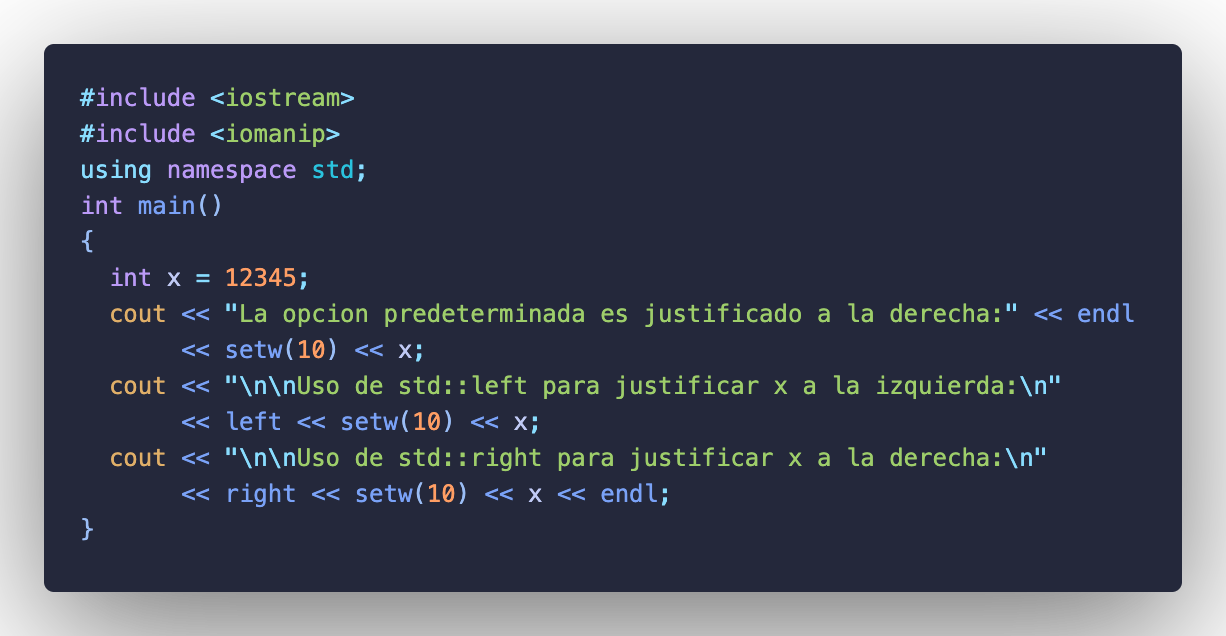 #include <iostream>
#include <iomanip>
using namespace std;
int main()
{
  int x = 12345;
  cout << "La opcion predeterminada es justificado a la derecha:" << endl
       << setw(10) << x;
  cout << "\n\nUso de std::left para justificar x a la izquierda:\n"
       << left << setw(10) << x;
  cout << "\n\nUso de std::right para justificar x a la derecha:\n"
       << right << setw(10) << x << endl;
}